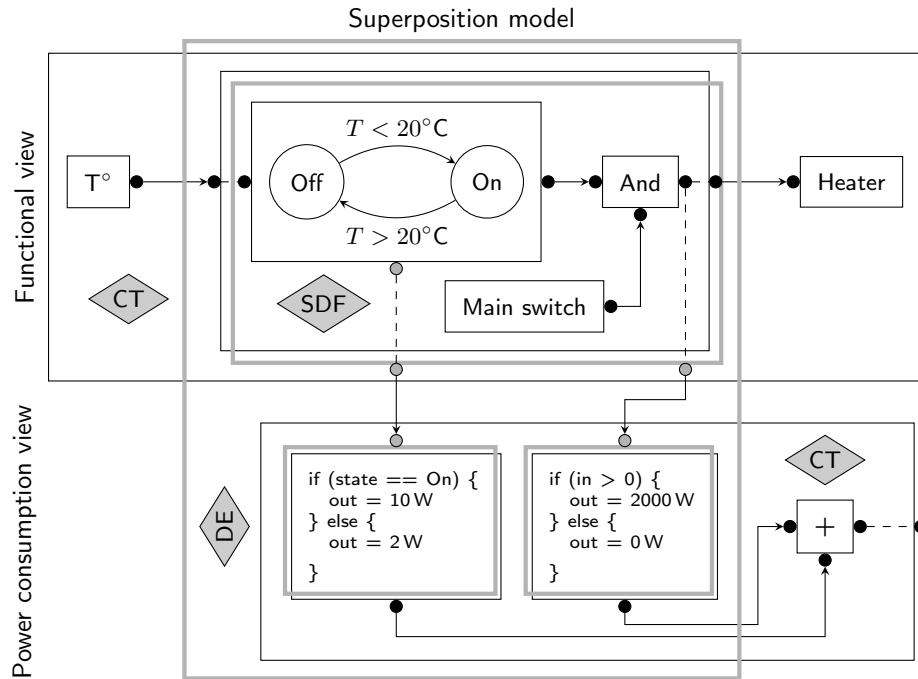 Superposition model
Functional view
T < 20°C
T°
Off
On
And
Heater
T > 20°C
CT
SDF
Main switch
Power consumption view
DE
if (state == On) {
out = 10 W
} else {
out = 2 W
}
if (in > 0) {
out = 2000 W
} else {
out = 0 W
}
CT
+